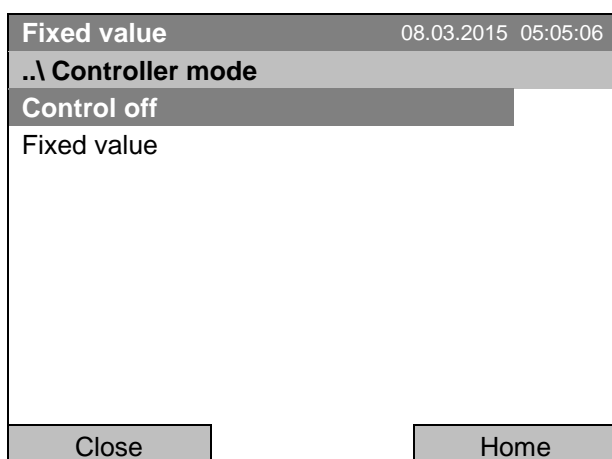 Fixed value 08.03.2015 05:05:06
..\ Controller mode
Control off
Fixed value
Close Home